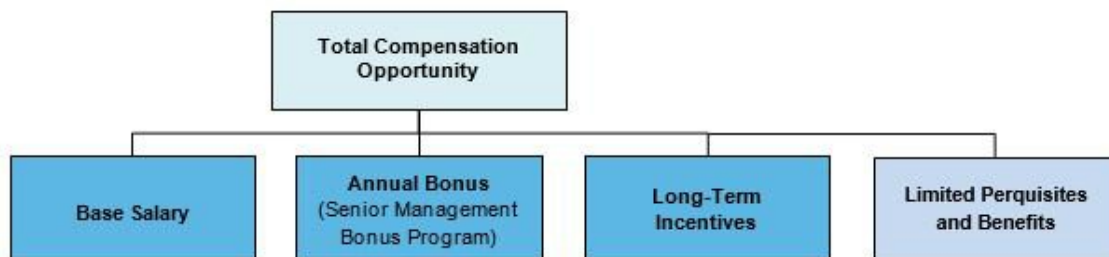 Total Compensation
Opportunity
Base Salary
Annual Bonus
(Senior Management
Bonus Program)
Long-Term
Incentives
Limited Perquisites
and Benefits